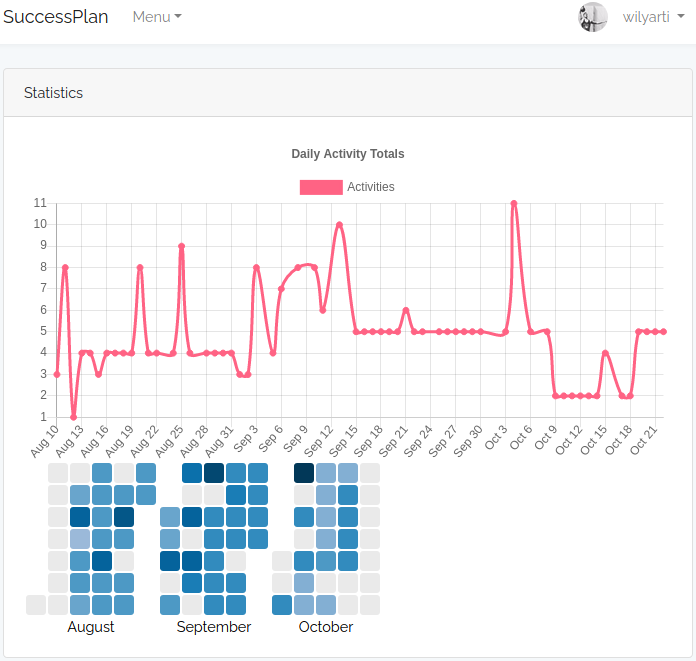 SuccessPlan Menu wilyarti
Statistics
Daily Activity Totals
Activities
11
10
9
8
7
6
5
4
3
2
1
Aug 10 Aug 13 Aug 16 Aug 19 Aug 22 Aug 25 Aug 28 Aug 31 Sep 3 Sep 6 Sep 9 Sep 12 Sep 15 Sep 18 Sep 21 Sep 24 Sep 27 Sep 30 Oct 3 Oct 6 Oct 9 Oct 12 Oct 15 Oct 18 Oct 21
August September October